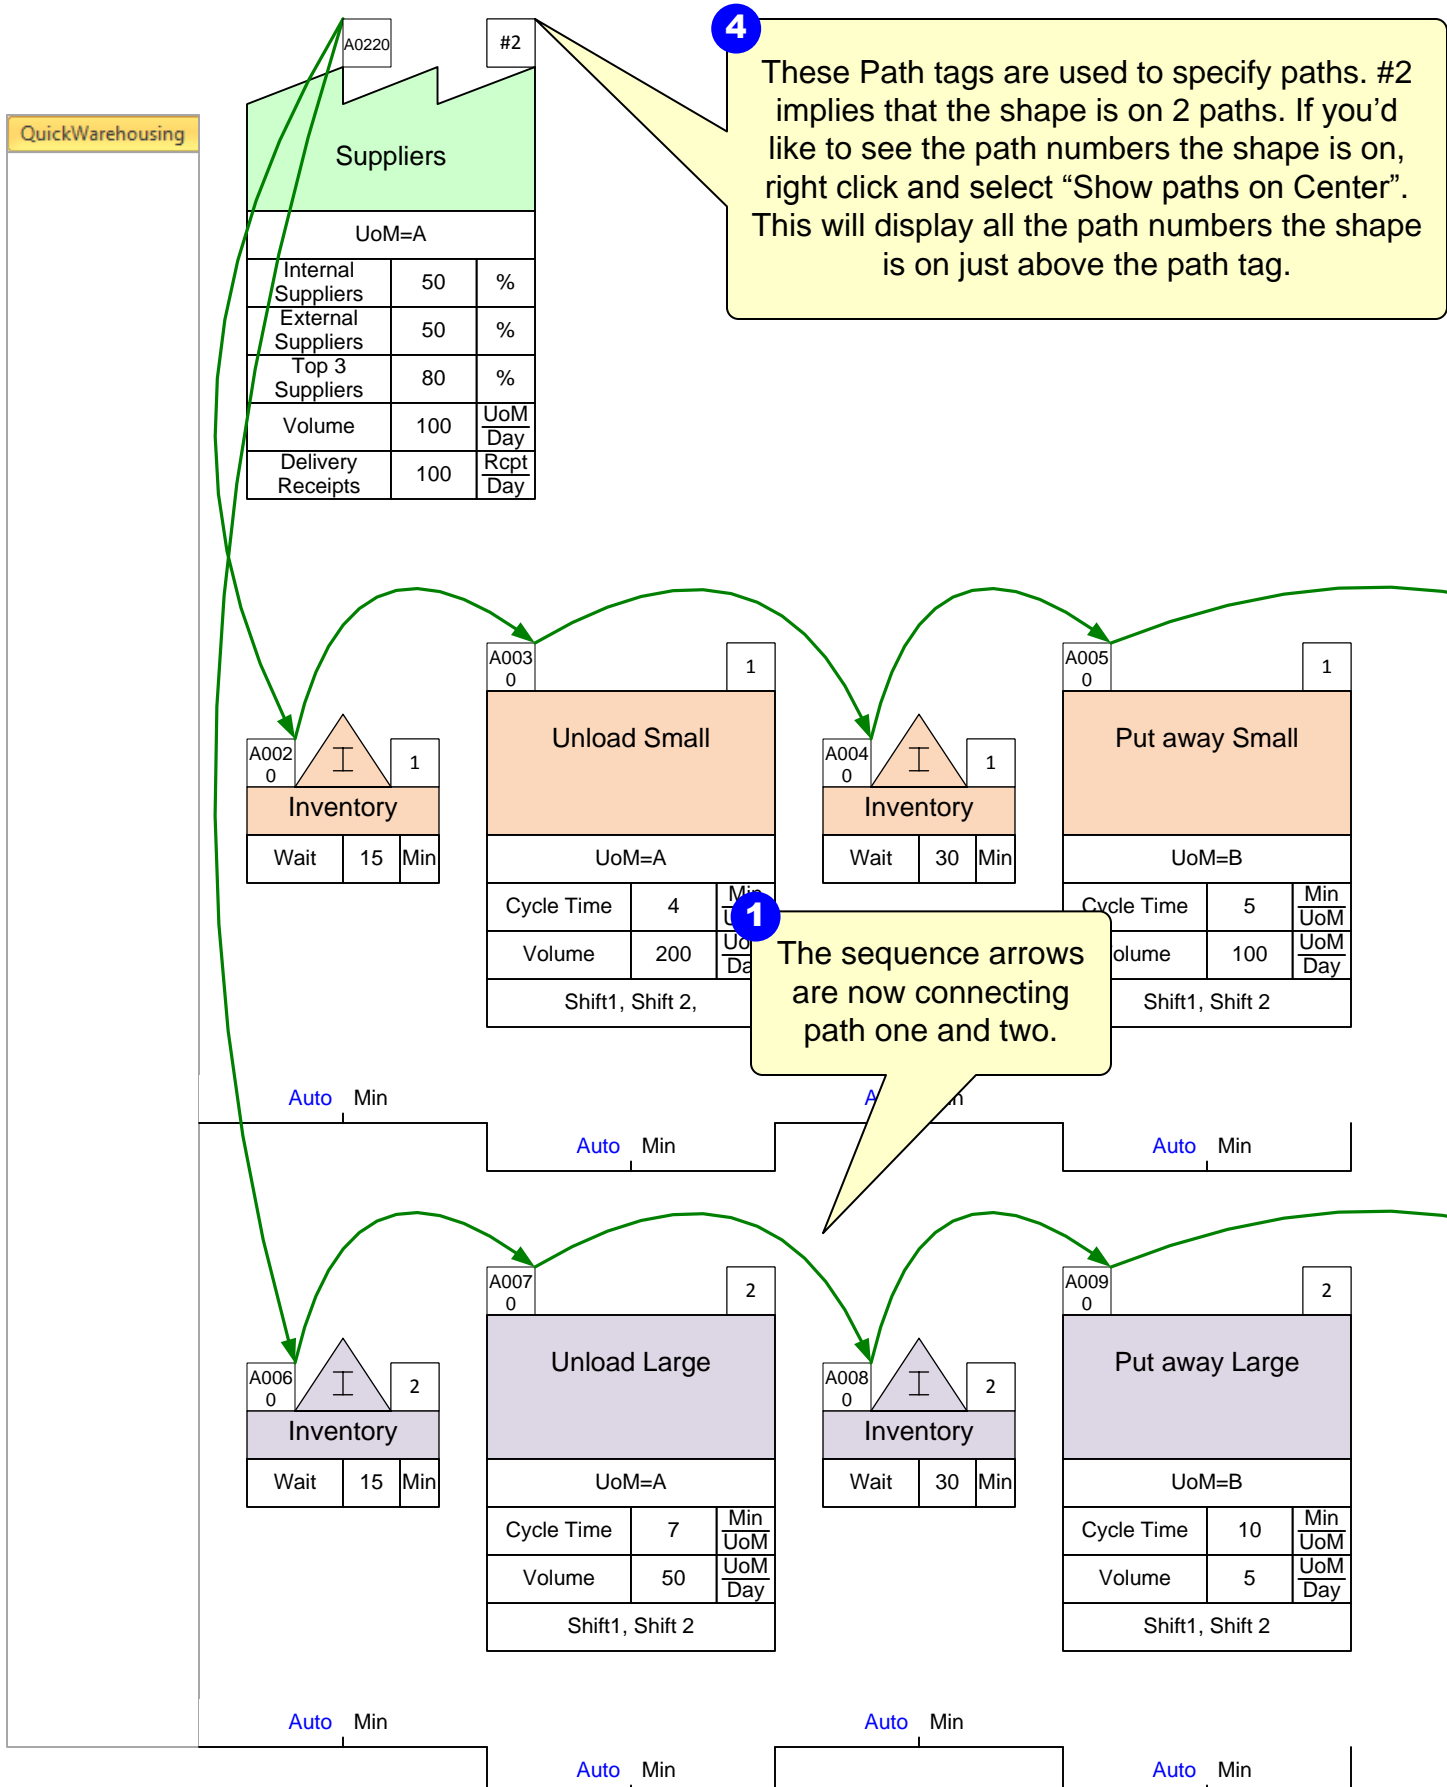 A0220
#2
4
These Path tags are used to specify paths. #2
implies that the shape is on 2 paths. If you’d
like to see the path numbers the shape is on,
right click and select “Show paths on Center”.
This will display all the path numbers the shape
is on just above the path tag.
QuickWarehousing
Suppliers
UoM=A
Internal
Suppliers
50
%
External
Suppliers
50
%
Top 3
Suppliers
80
%
Volume
100
UoM
Day
Delivery
Receipts
100
Rcpt
Day
A002
0
I
1
Inventory
Wait
15
Min
A003
0
1
Unload Small
UoM=A
Cycle Time
4
Min
Volume
200
Shift1, Shift 2,
A004
0
I
1
Inventory
Wait
30
Min
A005
0
1
Put away Small
UoM=B
Cycle Time
5
Min
UoM
olume
100
UoM
Day
Shift1, Shift 2
1
The sequence arrows
are now connecting
path one and two.
Auto Min
Auto Min
Auto Min
A006
0
I
2
Inventory
Wait
15
Min
A007
0
2
Unload Large
UoM=A
Cycle Time
7
Min
UoM
Volume
50
UoM
Day
Shift1, Shift 2
A008
0
I
2
Inventory
Wait
30
Min
A009
0
2
Put away Large
UoM=B
Cycle Time
10
Min
UoM
Volume
5
UoM
Day
Shift1, Shift 2
Auto Min
Auto Min
Auto Min
Auto Min